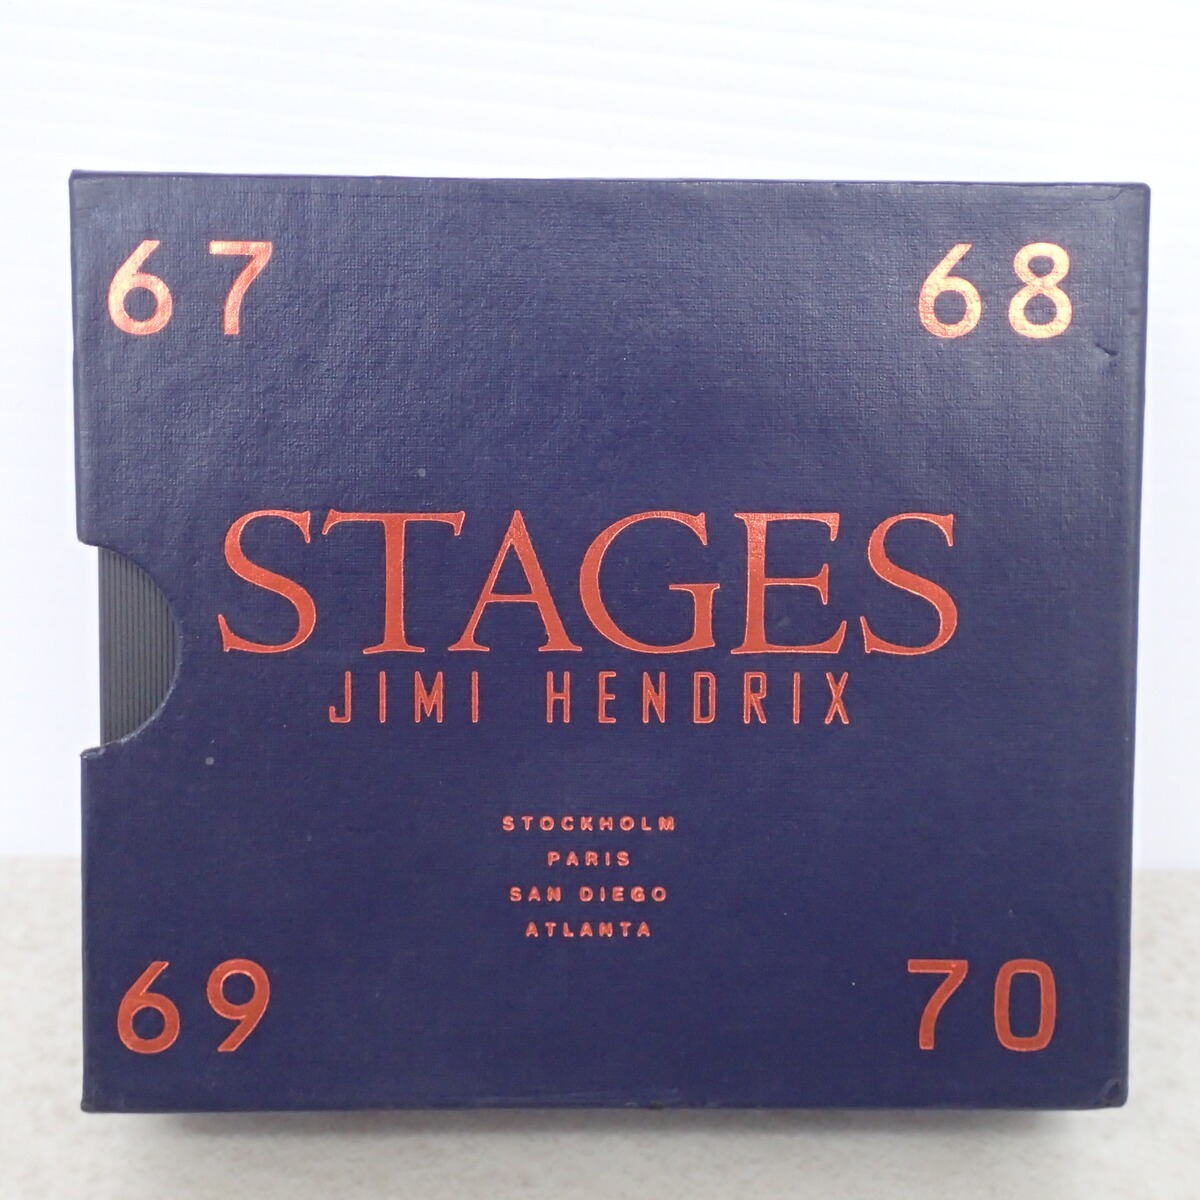 67 68
STAGES
JIMI HENDRIX
STOCKHOLM
PARIS
SAN DIEGO
ATLANTA
69 70